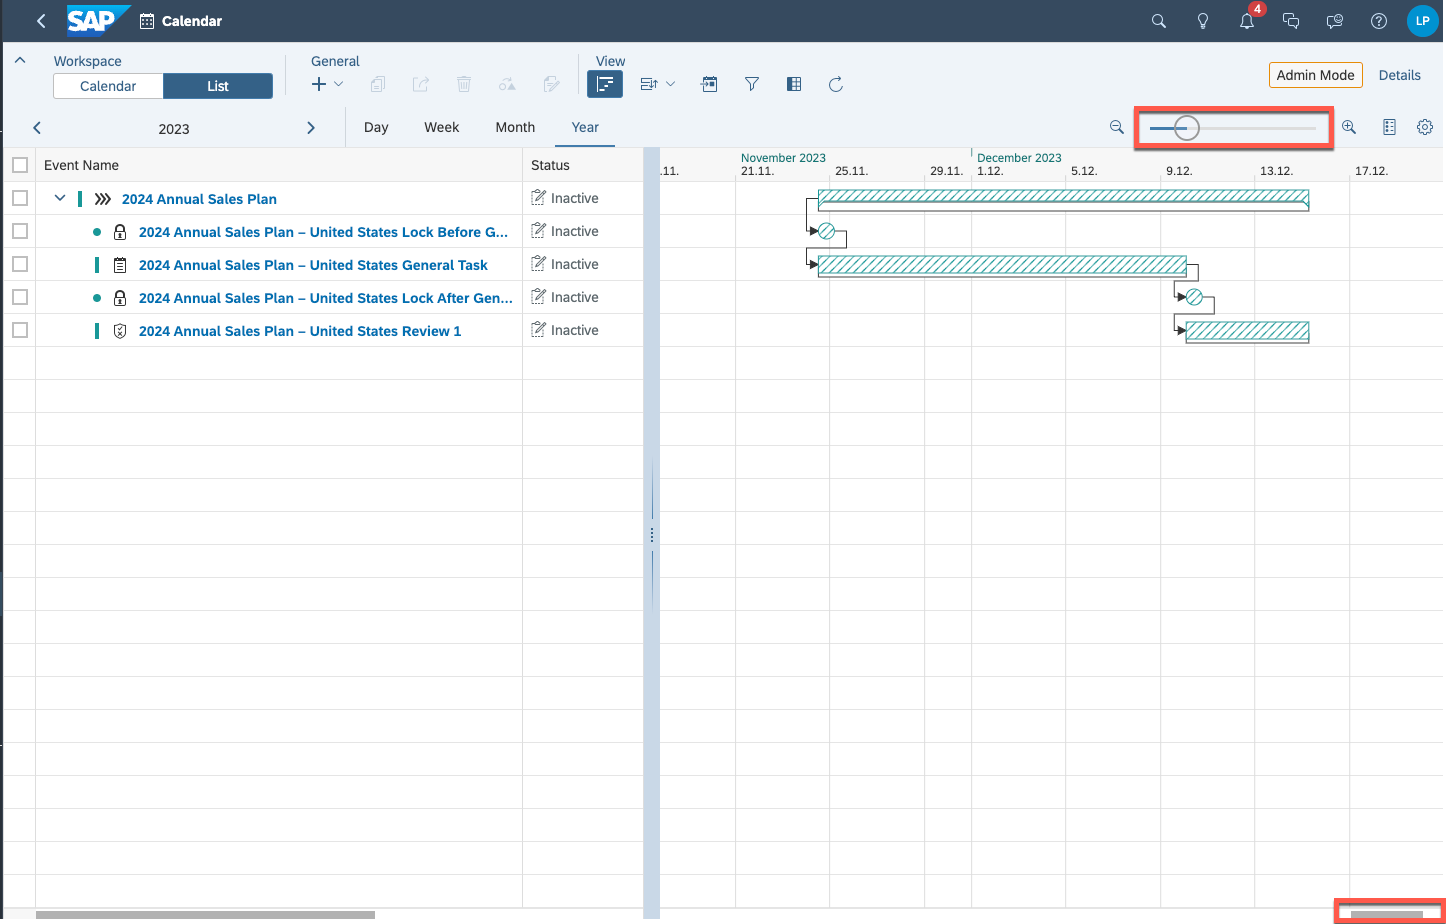 SAP Calendar 4 LP
Workspace General View
Calendar List Admin Mode Details
2023 Day Week Month Year
Event Name Status November 2023 December 2023
.11. 21.11. 25.11. 29.11. 1.12. 5.12. 9.12. 13.12. 17.12.
2024 Annual Sales Plan Inactive
2024 Annual Sales Plan – United States Lock Before G... Inactive
2024 Annual Sales Plan – United States General Task Inactive
2024 Annual Sales Plan – United States Lock After Gen... Inactive
2024 Annual Sales Plan – United States Review 1 Inactive